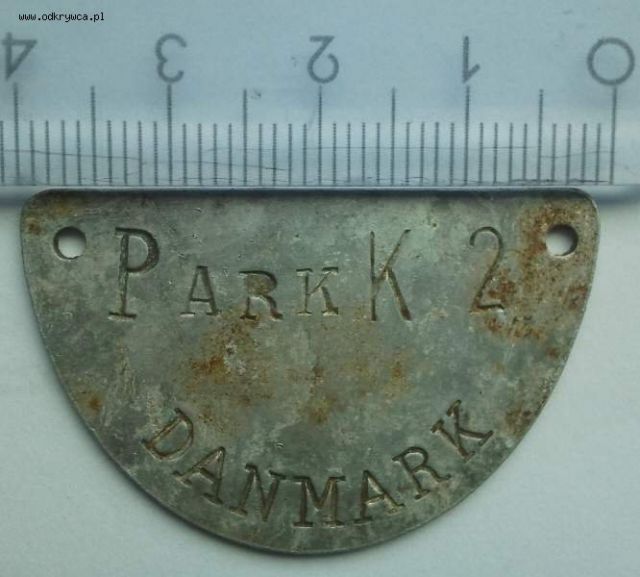 www.odkrywca.pl
4 3 2 1 0
PARKK 2
DANMARK